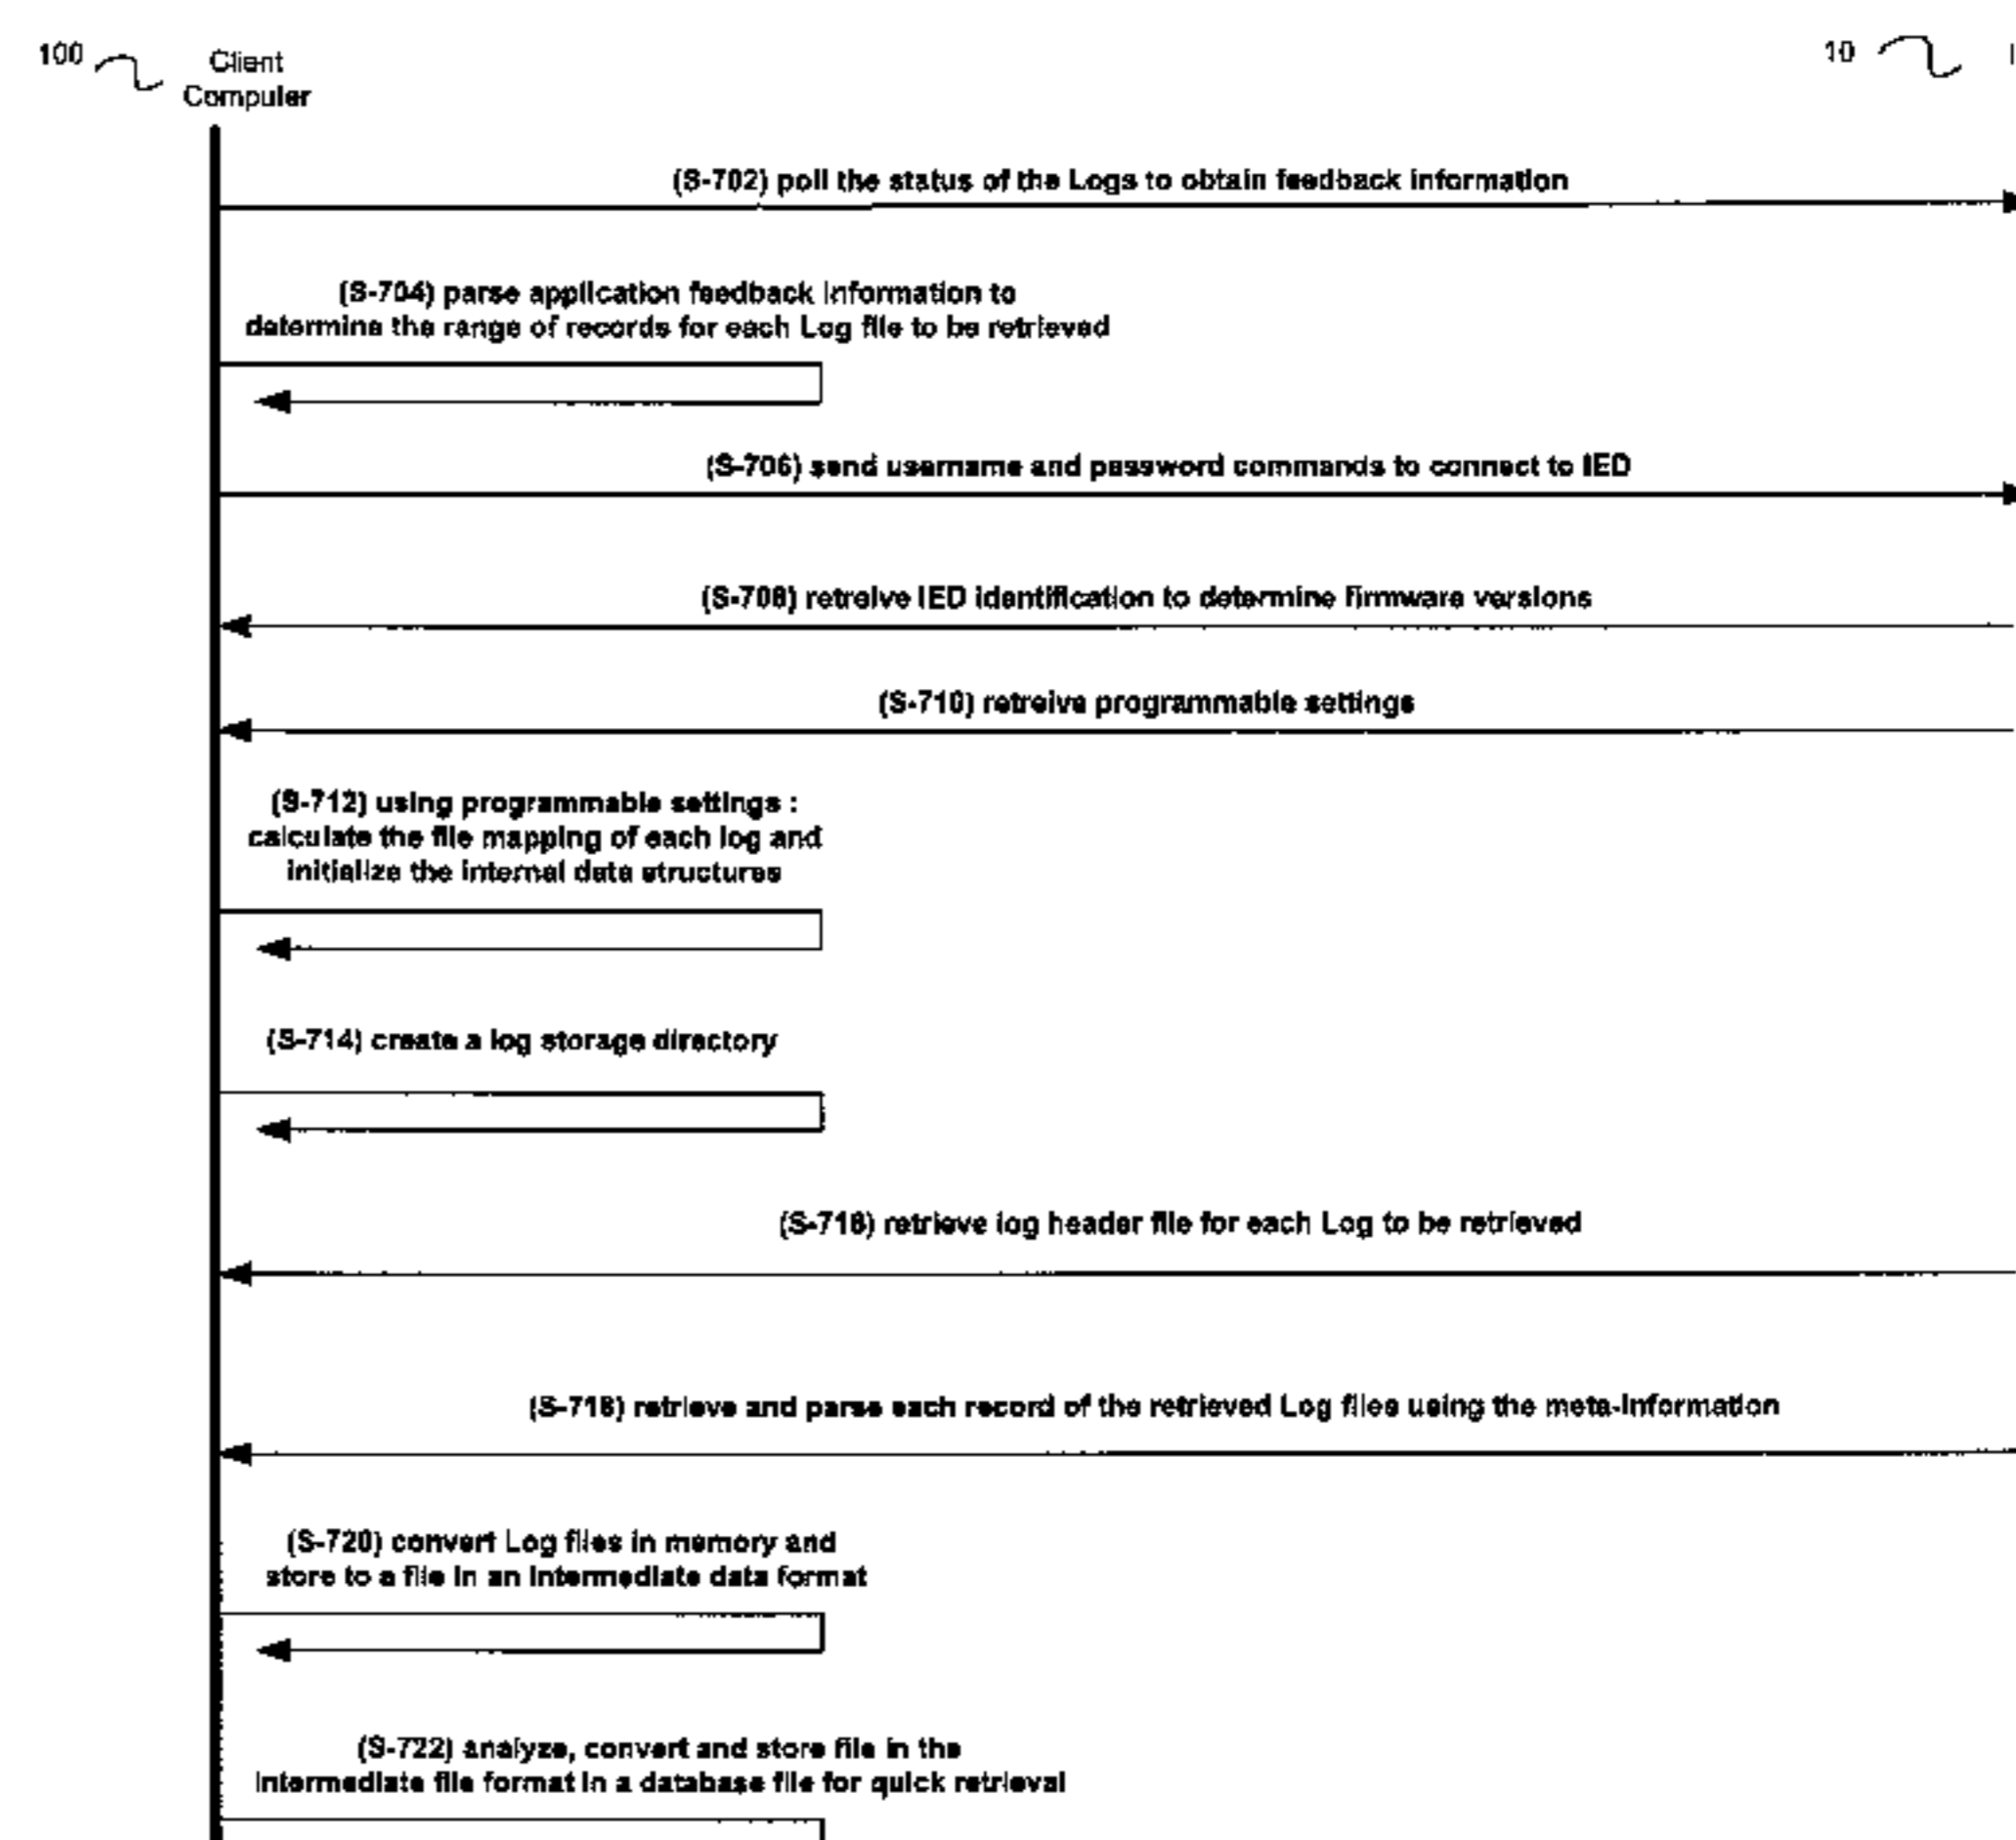 100
Client
Computer
10
(S-702) poll the status of the Logs to obtain feedback information
(S-704) parse application feedback information to
determine the range of records for each Log file to be retrieved
(S-706) send username and password commands to connect to IED
(S-708) retreive IED identification to determine firmware versions
(S-710) retreive programmable settings
(S-712) using programmable settings :
calculate the file mapping of each log and
initialize the internal data structures
(S-714) create a log storage directory
(S-716) retrieve log header file for each Log to be retrieved
(S-718) retrieve and parse each record of the retrieved Log files using the meta-information
(S-720) convert Log files in memory and
store to a file in an intermediate data format
(S-722) analyze, convert and store file in the
intermediate file format in a database file for quick retrieval